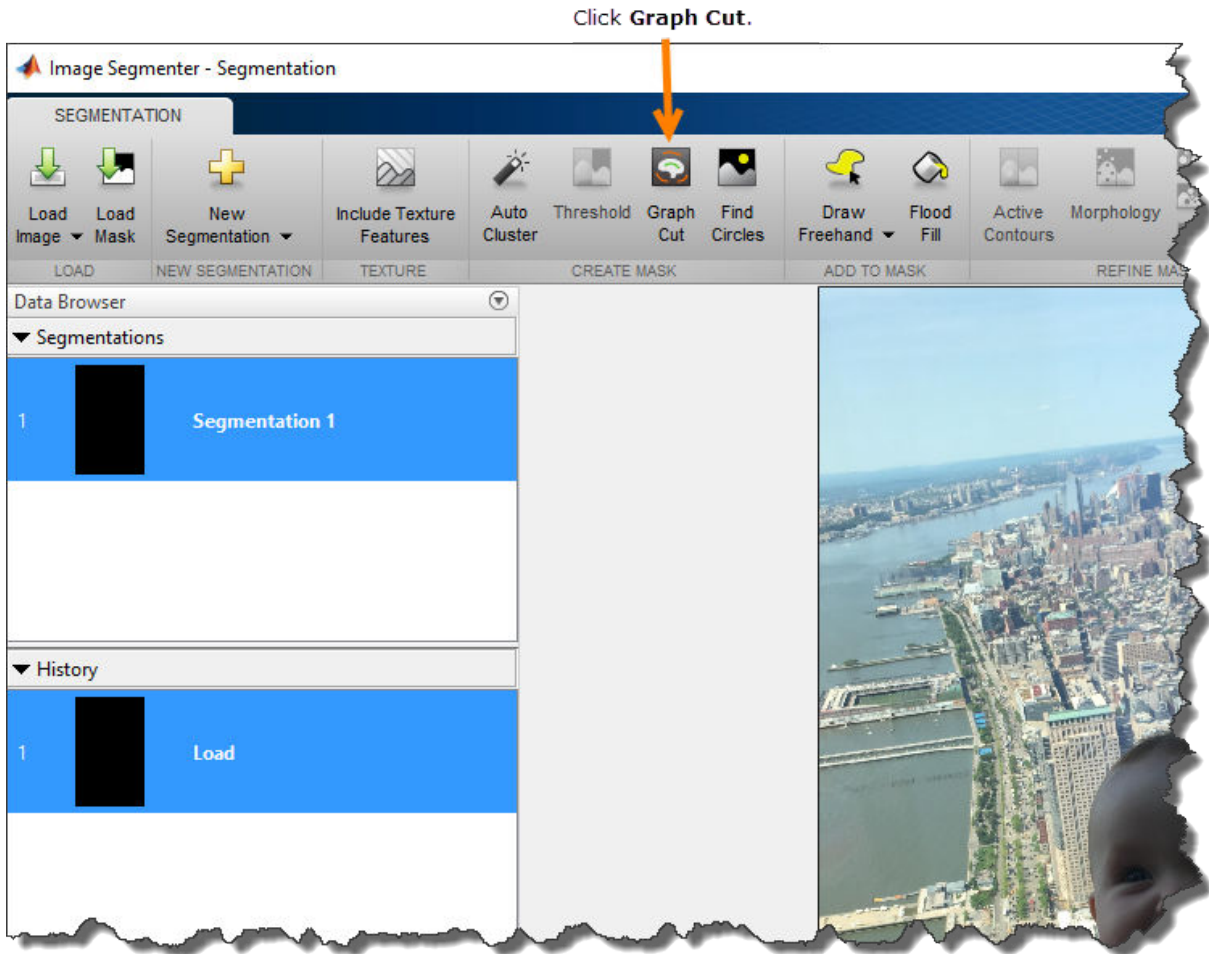 Click Graph Cut.
Image Segmenter - Segmentation
SEGMENTATION
Load Image
Load Mask
New Segmentation
Include Texture Features
Auto Cluster
Threshold
Graph Cut
Find Circles
Draw Freehand
Flood Fill
Active Contours
Morphology
LOAD
NEW SEGMENTATION
TEXTURE
CREATE MASK
ADD TO MASK
REFINE MAS
Data Browser
Segmentations
1
Segmentation 1
History
1
Load